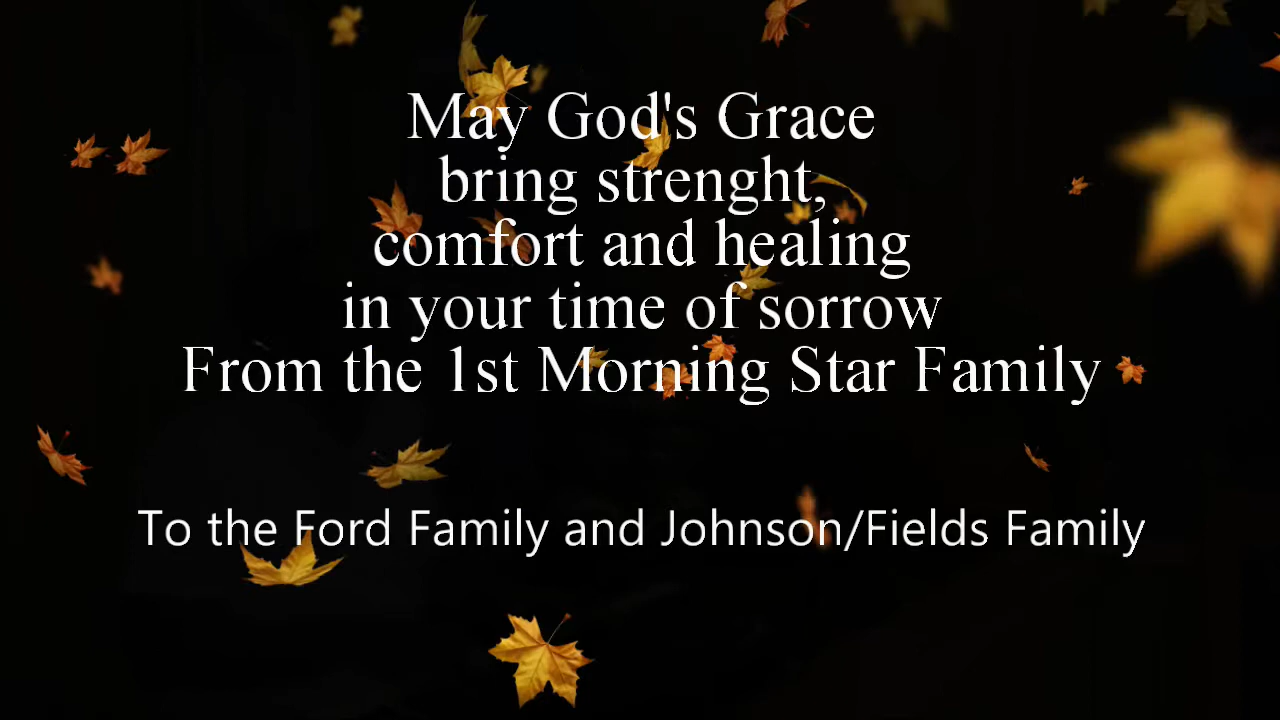 May God's Grace
bring strenght,
comfort and healing
in your time of sorrow
From the 1st Morning Star Family
To the Ford Family and Johnson/Fields Family